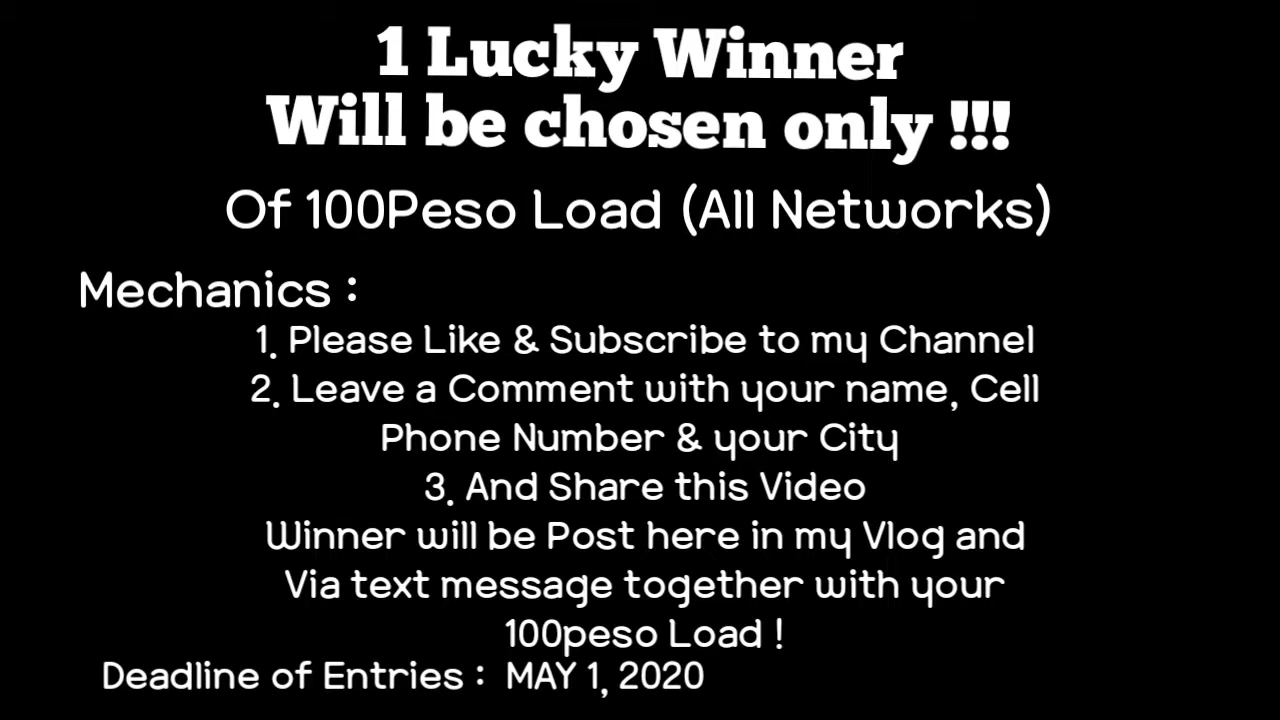 1 Lucky Winner
Will be chosen only !!!
Of 100Peso Load (All Networks)
Mechanics :
1. Please Like & Subscribe to my Channel
2. Leave a Comment with your name, Cell
Phone Number & your City
3. And Share this Video
Winner will be Post here in my Vlog and
Via text message together with your
100peso Load !
Deadline of Entries : MAY 1, 2020